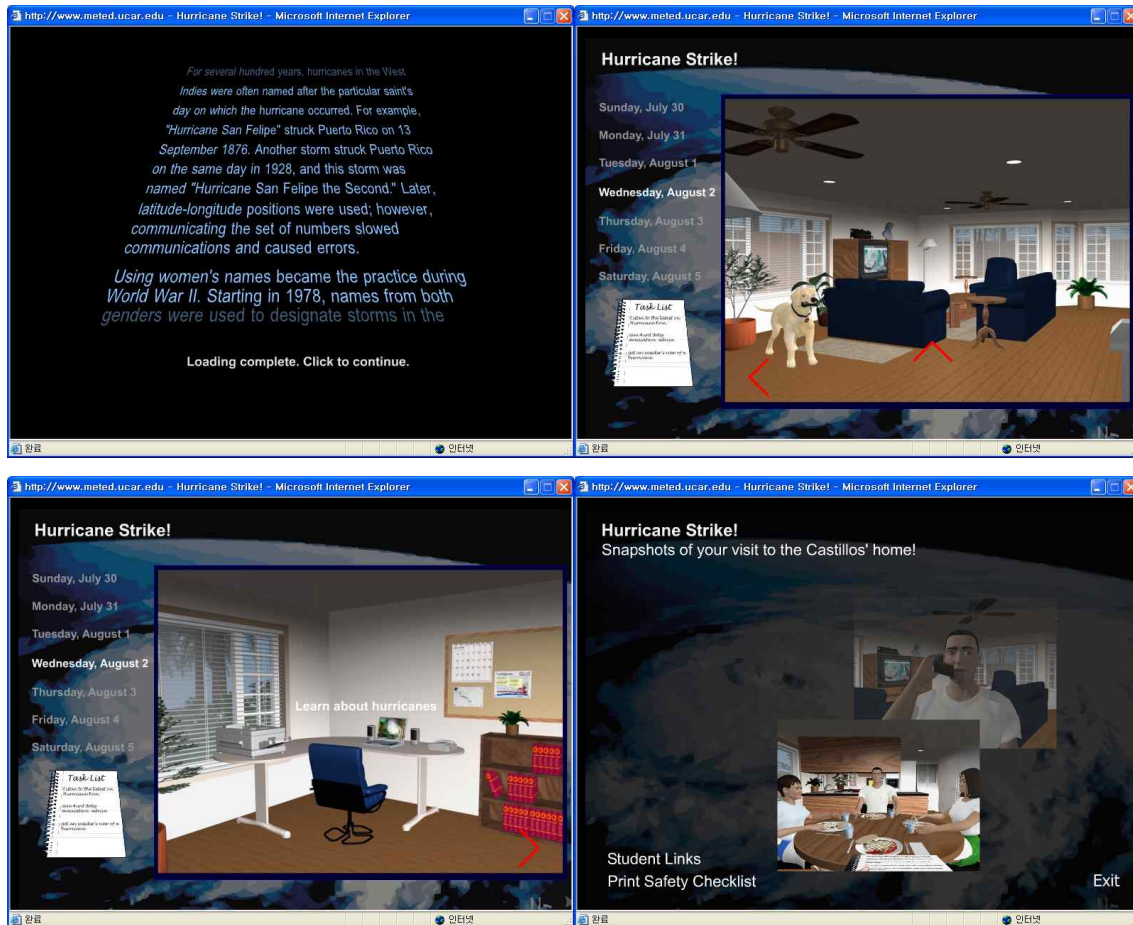 http://www.meted.ucar.edu - Hurricane Strike! - Microsoft Internet Explorer
For several hundred years, hurricanes in the West
Indies were often named after the particular saint's
day on which the hurricane occurred. For example,
"Hurricane San Felipe" struck Puerto Rico on 13
September 1876. Another storm struck Puerto Rico
on the same day in 1928, and this storm was
named "Hurricane San Felipe the Second." Later,
latitude-longitude positions were used; however,
communicating the set of numbers slowed
communications and caused errors.
Using women's names became the practice during
World War II. Starting in 1978, names from both
genders were used to designate storms in the
Loading complete. Click to continue.
완료
인터넷
http://www.meted.ucar.edu - Hurricane Strike! - Microsoft Internet Explorer
Hurricane Strike!
Sunday, July 30
Monday, July 31
Tuesday, August 1
Wednesday, August 2
Thursday, August 3
Friday, August 4
Saturday, August 5
Task List
완료
인터넷
http://www.meted.ucar.edu - Hurricane Strike! - Microsoft Internet Explorer
Hurricane Strike!
Sunday, July 30
Monday, July 31
Tuesday, August 1
Wednesday, August 2
Thursday, August 3
Friday, August 4
Saturday, August 5
Learn about hurricanes
Task List
완료
인터넷
http://www.meted.ucar.edu - Hurricane Strike! - Microsoft Internet Explorer
Hurricane Strike!
Snapshots of your visit to the Castillos' home!
Student Links
Print Safety Checklist
Exit
완료
인터넷